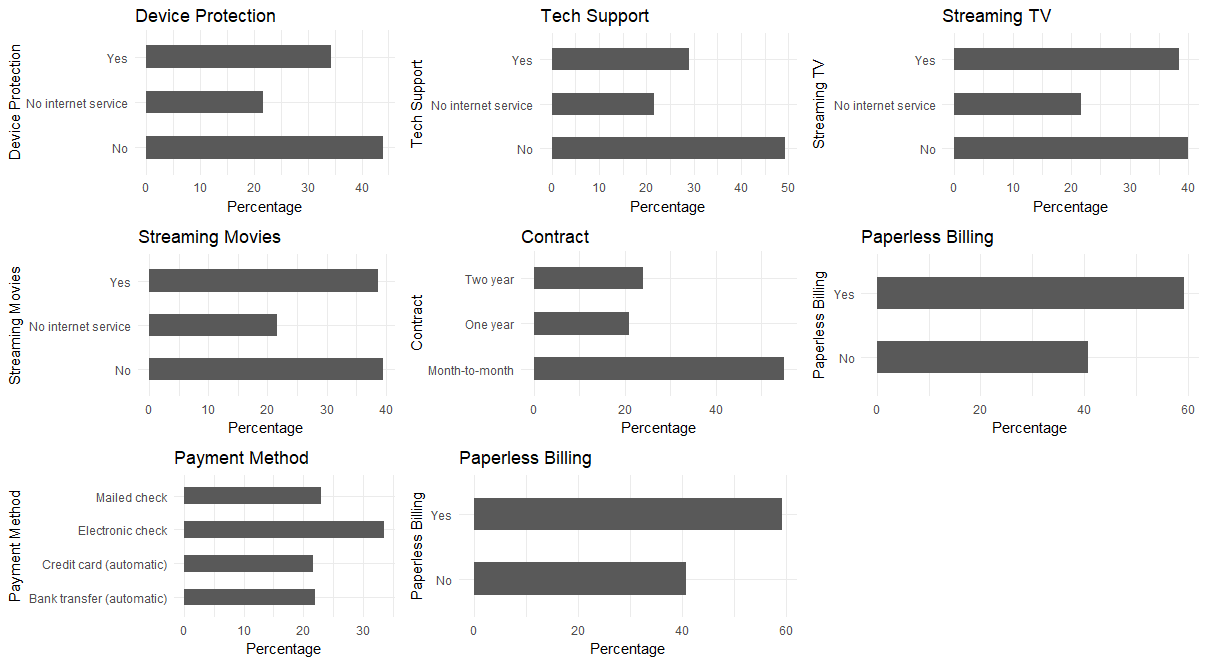 Device Protection
Device Protection
Yes
No internet service
No
0 10 20 30 40
Percentage
Tech Support
Tech Support
Yes
No internet service
No
0 10 20 30 40 50
Percentage
Streaming TV
Streaming TV
Yes
No internet service
No
0 10 20 30 40
Percentage
Streaming Movies
Streaming Movies
Yes
No internet service
No
0 10 20 30 40
Percentage
Contract
Contract
Two year
One year
Month-to-month
0 20 40
Percentage
Paperless Billing
Paperless Billing
Yes
No
0 20 40 60
Percentage
Payment Method
Payment Method
Mailed check
Electronic check
Credit card (automatic)
Bank transfer (automatic)
0 10 20 30
Percentage
Paperless Billing
Paperless Billing
Yes
No
0 20 40 60
Percentage